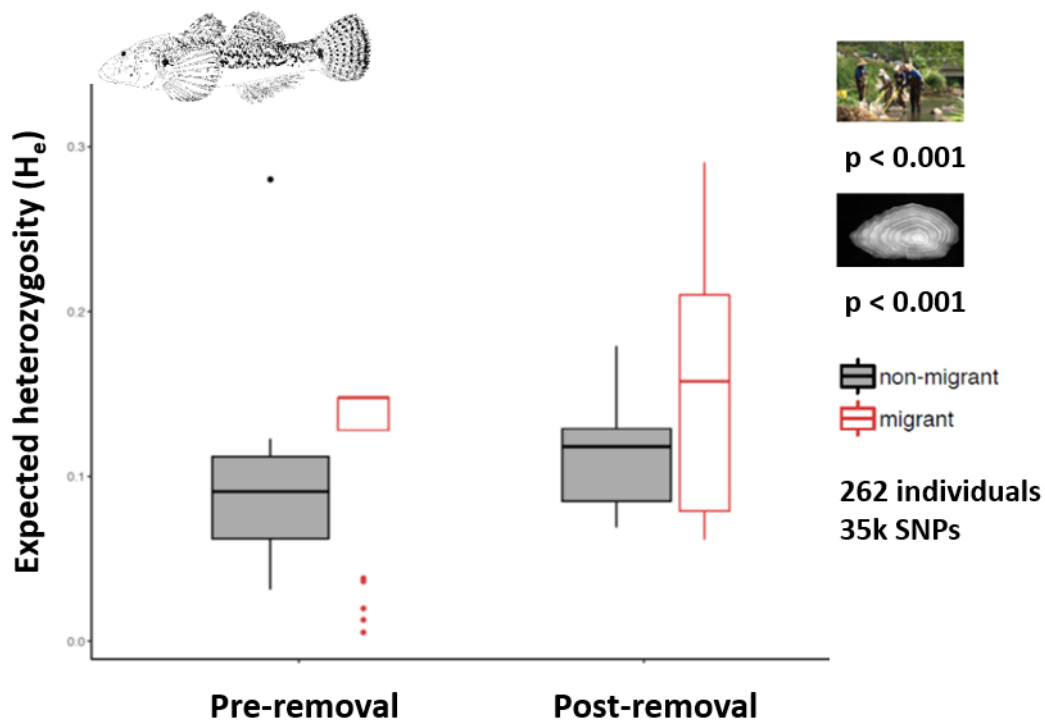 Expected heterozygosity (Hₑ)
0.3
0.2
0.1
0.0
Pre-removal
Post-removal
p < 0.001
p < 0.001
non-migrant
migrant
262 individuals
35k SNPs